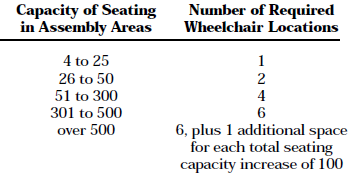 Capacity of Seating Number of Required
in Assembly Areas Wheelchair Locations
4 to 25 1
26 to 50 2
51 to 300 4
301 to 500 6
over 500 6, plus 1 additional space
for each total seating
capacity increase of 100